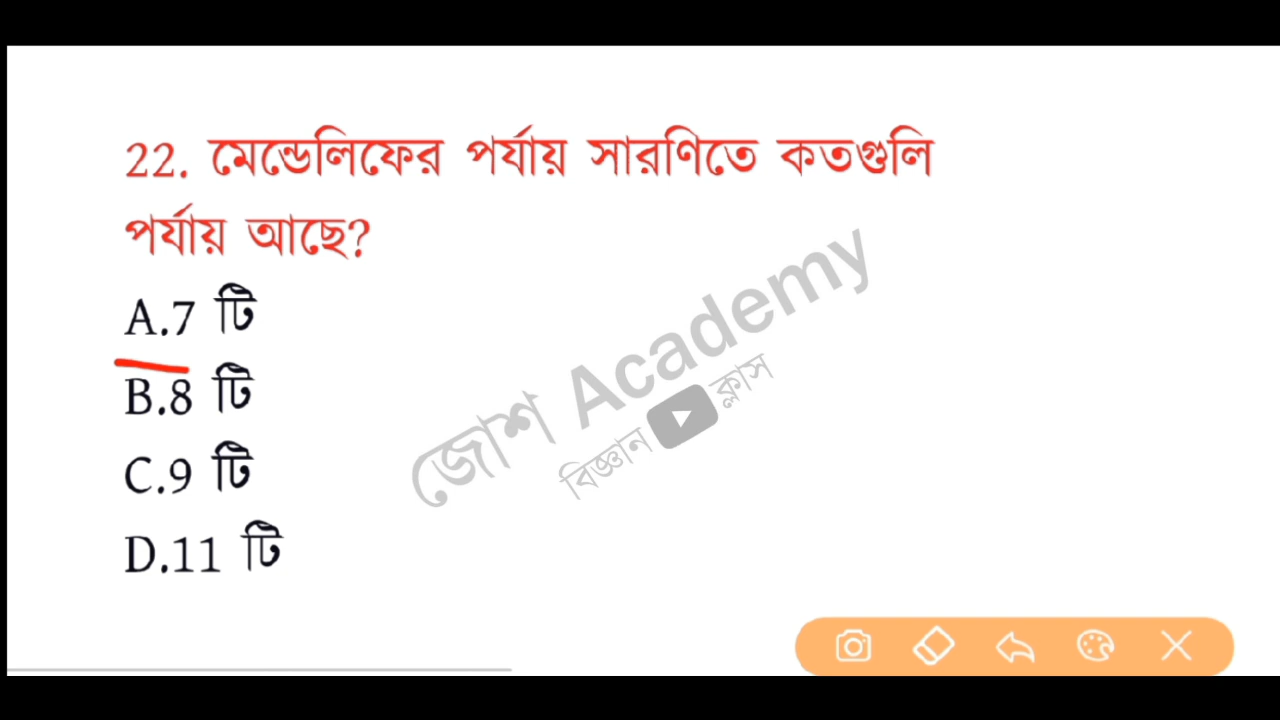 22. মেন্ডেলিফের পর্যায় সারণিতে কতগুলি
পর্যায় আছে?
A.7 টি
B.8 টি
C.9 টি
D.11 টি
জোশ Academy
বিজ্ঞান ক্লাস